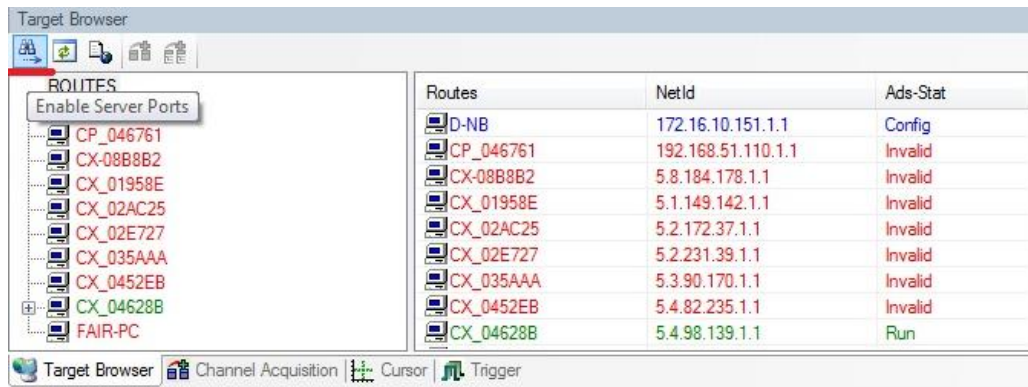 Target Browser
ROUTES
Enable Server Ports
CP_046761
CX-08B8B2
CX_01958E
CX_02AC25
CX_02E727
CX_035AAA
CX_0452EB
CX_04628B
FAIR-PC
Routes NetId Ads-Stat
D-NB 172.16.10.151.1.1 Config
CP_046761 192.168.51.110.1.1 Invalid
CX-08B8B2 5.8.184.178.1.1 Invalid
CX_01958E 5.1.149.142.1.1 Invalid
CX_02AC25 5.2.172.37.1.1 Invalid
CX_02E727 5.2.231.39.1.1 Invalid
CX_035AAA 5.3.90.170.1.1 Invalid
CX_0452EB 5.4.82.235.1.1 Invalid
CX_04628B 5.4.98.139.1.1 Run
Target Browser Channel Acquisition Cursor Trigger